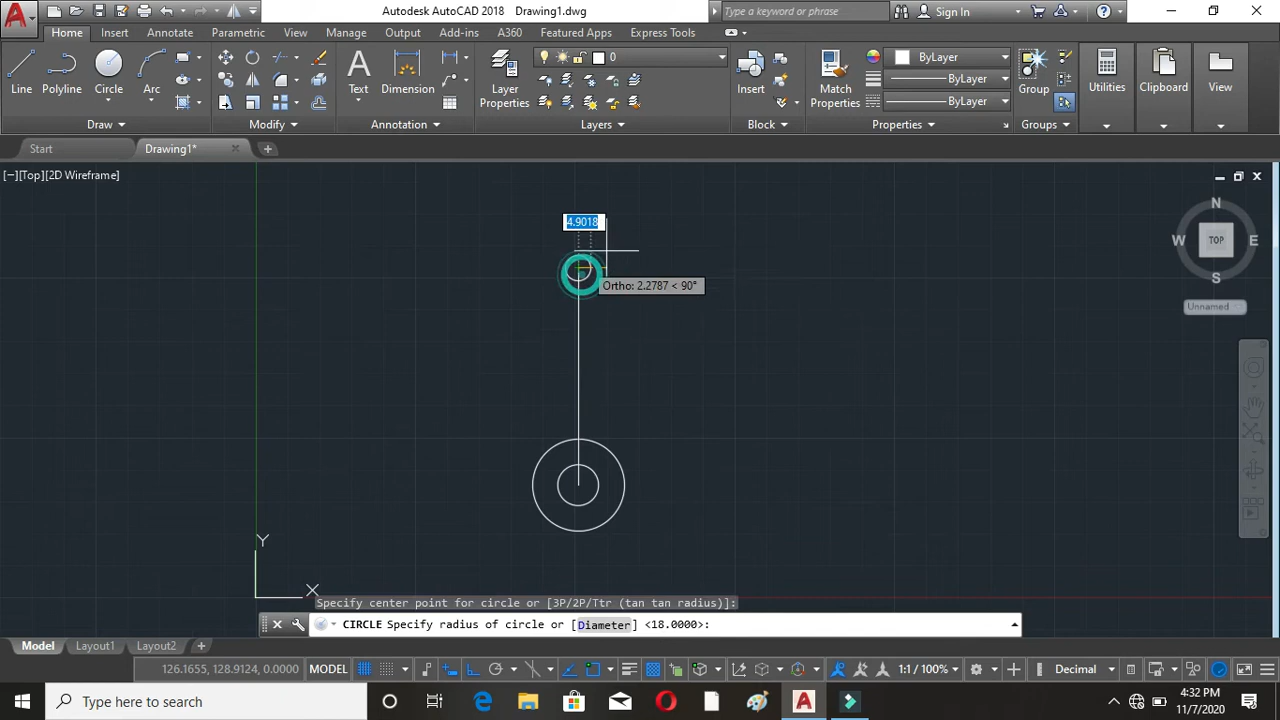 Autodesk AutoCAD 2018 Drawing1.dwg
Type a keyword or phrase
Sign In
Home Insert Annotate Parametric View Manage Output Add-ins A360 Featured Apps Express Tools
Line Polyline Circle Arc
Text Dimension
Layer Properties
0
Insert
Match Properties
ByLayer
ByLayer
ByLayer
Group Utilities Clipboard View
Draw Modify Annotation Layers Block Properties Groups
Start Drawing1*
[−][Top][2D Wireframe]
N
W TOP E
S
Unnamed
4.9018
Ortho: 2.2787 < 90°
Y
X
Specify center point for circle or [3P/2P/Ttr (tan tan radius)]:
CIRCLE Specify radius of circle or [Diameter] <18.0000>:
Model Layout1 Layout2
126.1655, 128.9124, 0.0000 MODEL 1:1 / 100% Decimal
Type here to search
4:32 PM
11/7/2020